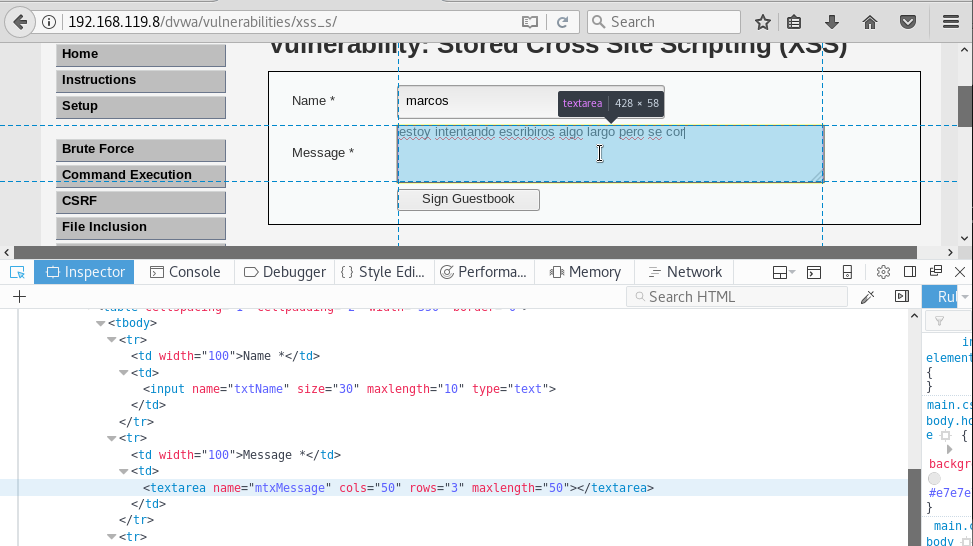 192.168.119.8/dvwa/vulnerabilities/xss_s/
Search
Vulnerability: Stored Cross Site Scripting (XSS)
Home
Instructions
Setup
Brute Force
Command Execution
CSRF
File Inclusion
Name *
marcos
textarea | 428 × 58
Message *
estoy intentando escribiros algo largo pero se cor
Sign Guestbook
Inspector
Console
Debugger
Style Edi...
Performa...
Memory
Network
Search HTML
Rul
<tbody>
<tr>
<td width="100">Name *</td>
<td>
<input name="txtName" size="30" maxlength="10" type="text">
</td>
</tr>
<tr>
<td width="100">Message *</td>
<td>
<textarea name="mtxMessage" cols="50" rows="3" maxlength="50"></textarea>
</td>
</tr>
<tr>
element
{
}
main.cs
body.ho
e {
backgr
#e7e7e
}
main.c
body